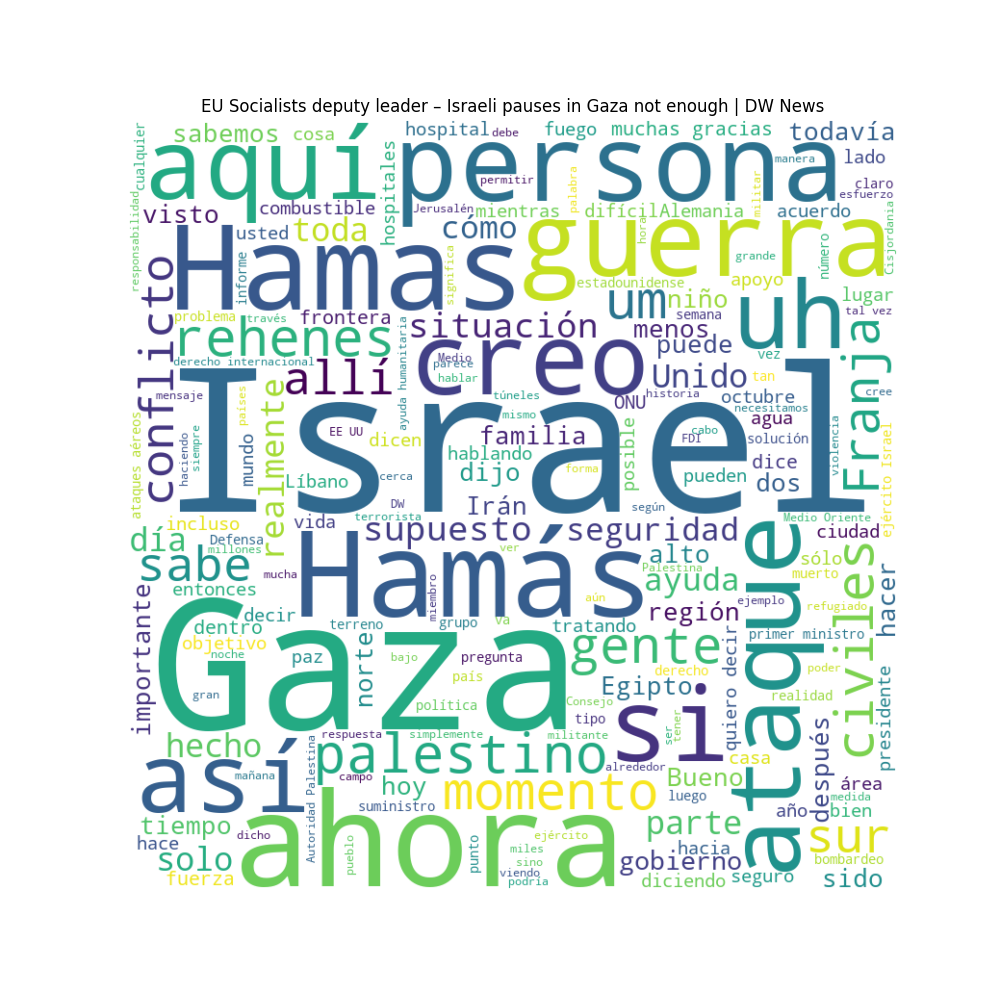 EU Socialists deputy leader – Israeli pauses in Gaza not enough | DW News
sabemos
cosa
hospital
debe
fuego
muchas gracias
todavía
cualquier
aquí
persona
manera
lado
hospitales
permitir
palabra
militar
claro
esfuerzo
responsabilidad
visto
combustible
Jerusalén
mientras
difícil
Alemania
acuerdo
usted
toda
cómo
hora
número
Cisjordania
Hamas
guerra
informe
significa
grande
estadounidense
apoyo
conflicto
problema
través
frontera
um
niño
uh
lugar
rehenes
situación
semana
menos
tal vez
derecho internacional
ayuda humanitaria
Medio
parece
creo
puede
vez
Franja
allí
hablar
Unido
tan
cree
mensaje
realmente
países
túneles
historia
octubre
necesitamos
Israel
mismo
ONU
agua
EE UU
dicen
familia
cabo
FDI
solución
violencia
ataques aéreos
haciendo
siempre
mundo
hablando
posible
dice
ejército Israel
Líbano
cerca
dijo
forma
pueden
dos
DW
Irán
según
incluso
vida
terrorista
supuesto
seguridad
Medio Oriente
ciudad
día
Defensa
millones
Hamás
ver
alto
ataque
sólo
civiles
sabe
mucha
miembro
Palestina
ayuda
muerto
hacer
entonces
aún
ejemplo
refugiado
importante
decir
región
dentro
terreno
grupo
va
tratando
primer ministro
objetivo
norte
gente
quiero decir
noche
paz
bajo
pregunta
derecho
poder
Gaza
país
Egipto
realidad
gran
política
Consejo
si
presidente
tipo
ser
tener
hecho
respuesta
simplemente
militante
después
así
palestino
casa
mañana
campo
alrededor
Bueno
área
Autoridad Palestina
hoy
momento
luego
medida
suministro
año
bien
tiempo
ahora
parte
sur
dicho
ejército
hace
pueblo
punto
miles
hacia
solo
sino
gobierno
bombardeo
viendo
fuerza
podría
diciendo
seguro
sido